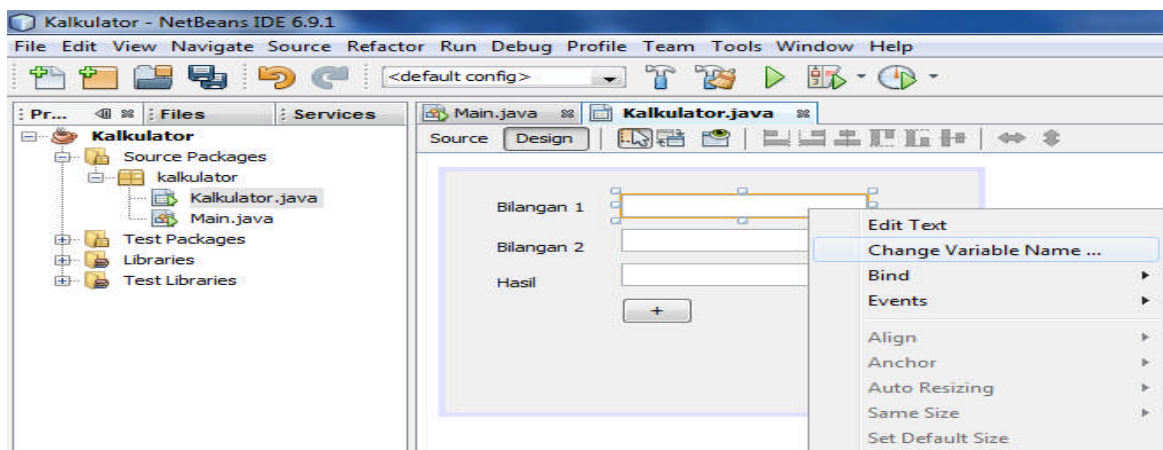 Kalkulator - NetBeans IDE 6.9.1
File Edit View Navigate Source Refactor Run Debug Profile Team Tools Window Help
<default config>
Pr... Files Services
Main.java Kalkulator.java
Kalkulator
Source Packages
kalkulator
Kalkulator.java
Main.java
Test Packages
Libraries
Test Libraries
Source Design
Bilangan 1
Bilangan 2
Hasil
+
Edit Text
Change Variable Name ...
Bind
Events
Align
Anchor
Auto Resizing
Same Size
Set Default Size